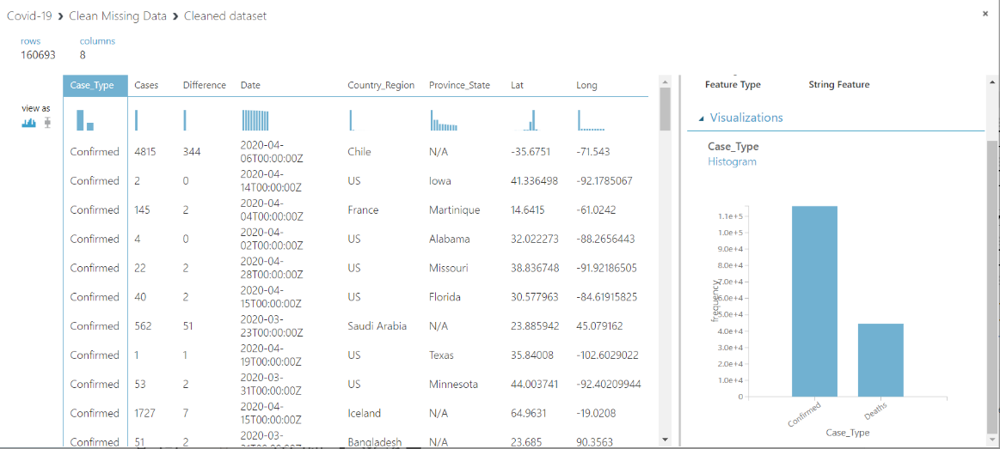 Covid-19 ❯ Clean Missing Data ❯ Cleaned dataset
×
rows columns
160693 8
view as
Case_Type Cases Difference Date Country_Region Province_State Lat Long
Confirmed 4815 344 2020-04-06T00:00:00Z Chile N/A -35.6751 -71.543
Confirmed 2 0 2020-04-14T00:00:00Z US Iowa 41.336498 -92.1785067
Confirmed 145 2 2020-04-04T00:00:00Z France Martinique 14.6415 -61.0242
Confirmed 4 0 2020-04-02T00:00:00Z US Alabama 32.022273 -88.2656443
Confirmed 22 2 2020-04-28T00:00:00Z US Missouri 38.836748 -91.92186505
Confirmed 40 2 2020-04-15T00:00:00Z US Florida 30.577963 -84.61915825
Confirmed 562 51 2020-03-23T00:00:00Z Saudi Arabia N/A 23.885942 45.079162
Confirmed 1 1 2020-04-19T00:00:00Z US Texas 35.84008 -102.6029022
Confirmed 53 2 2020-03-31T00:00:00Z US Minnesota 44.003741 -92.40209944
Confirmed 1727 7 2020-04-15T00:00:00Z Iceland N/A 64.9631 -19.0208
Confirmed 51 2 2020-03- Bangladesh N/A 23.685 90.3563
Feature Type String Feature
Visualizations
Case_Type
Histogram
1.1e+5
1.0e+5
9.0e+4
8.0e+4
7.0e+4
6.0e+4
5.0e+4
4.0e+4
3.0e+4
2.0e+4
1.0e+4
0
frequency
Confirmed
Deaths
Case_Type